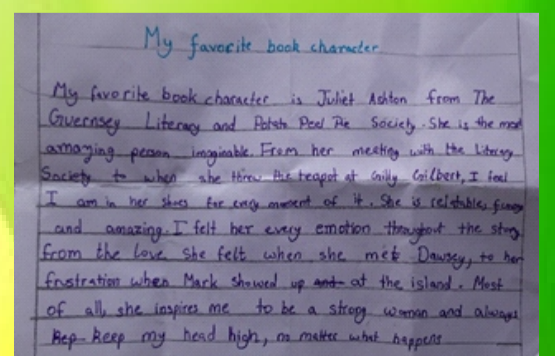 My favorite book character
My favorite book character is Juliet Ashton from The
Guernsey Literary and Potato Peel Pie Society. She is the most
amazing person imaginable. From her meeting with the Literary
Society to when she threw the teapot at Gilly Gilbert, I feel
I am in her shoes for every moment of it. She is relatable, funny
and amazing. I felt her every emotion throughout the story
from the love she felt when she met Dawsey, to her
frustration when Mark showed up and at the island. Most
of all, she inspires me to be a strong woman and always
Kep keep my head high, no matter what happens